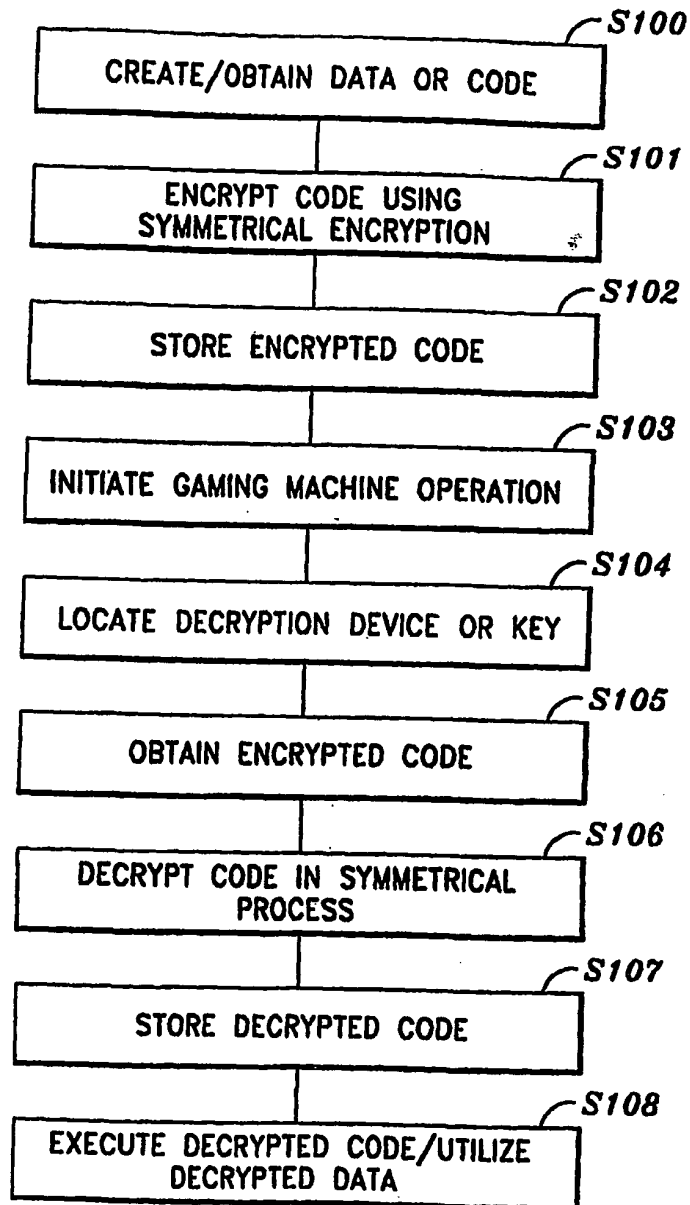 S100
CREATE/OBTAIN DATA OR CODE
S101
ENCRYPT CODE USING
SYMMETRICAL ENCRYPTION
S102
STORE ENCRYPTED CODE
S103
INITIATE GAMING MACHINE OPERATION
S104
LOCATE DECRYPTION DEVICE OR KEY
S105
OBTAIN ENCRYPTED CODE
S106
DECRYPT CODE IN SYMMETRICAL
PROCESS
S107
STORE DECRYPTED CODE
S108
EXECUTE DECRYPTED CODE/UTILIZE
DECRYPTED DATA